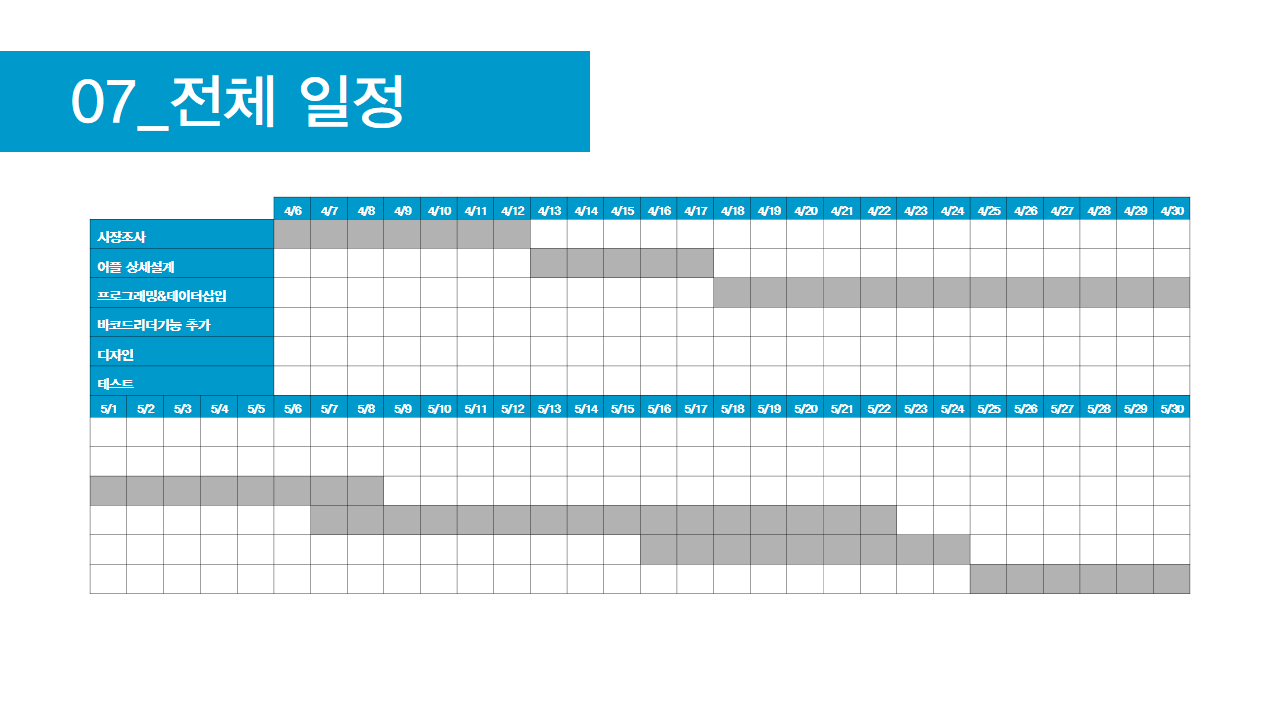 07_전체 일정
4/6 4/7 4/8 4/9 4/10 4/11 4/12 4/13 4/14 4/15 4/16 4/17 4/18 4/19 4/20 4/21 4/22 4/23 4/24 4/25 4/26 4/27 4/28 4/29 4/30
시장조사
어플 상세설계
프로그래밍&데이터삽입
바코드리더기능 추가
디자인
테스트
5/1 5/2 5/3 5/4 5/5 5/6 5/7 5/8 5/9 5/10 5/11 5/12 5/13 5/14 5/15 5/16 5/17 5/18 5/19 5/20 5/21 5/22 5/23 5/24 5/25 5/26 5/27 5/28 5/29 5/30